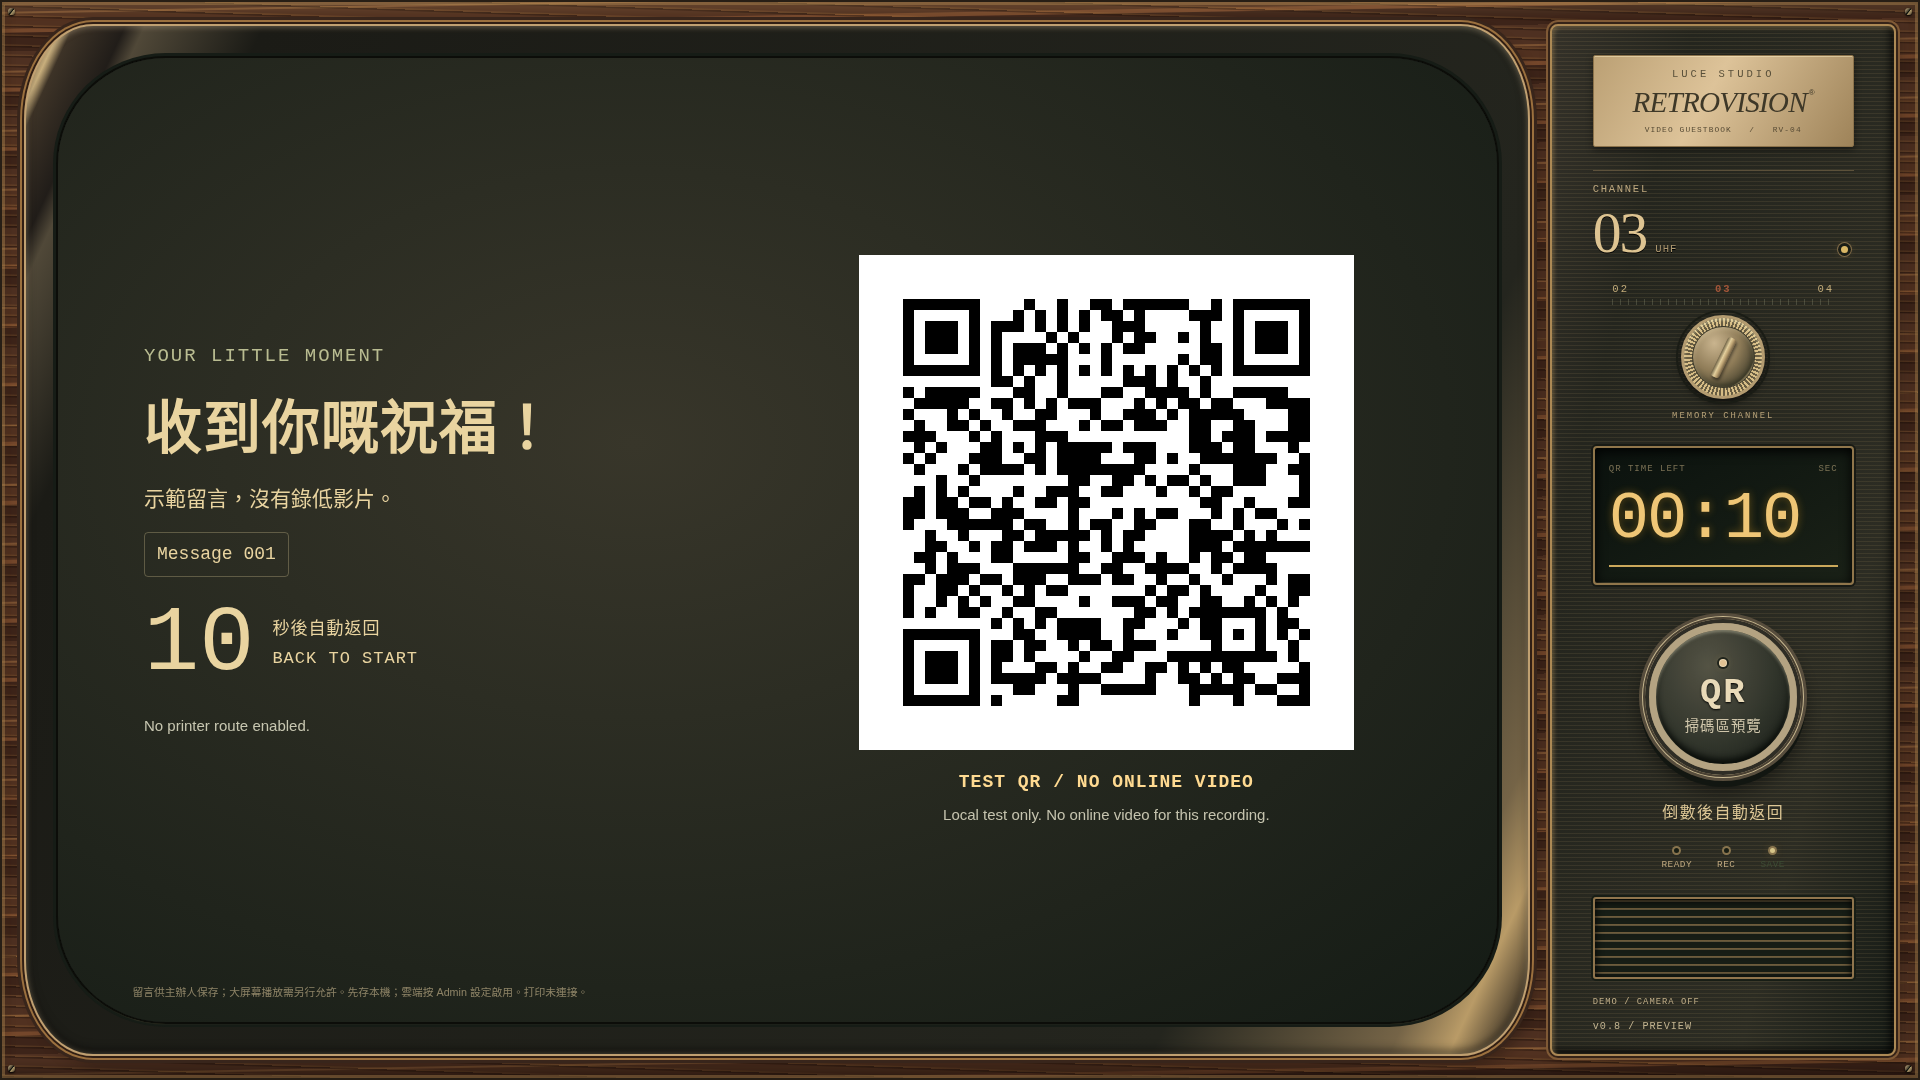 YOUR LITTLE MOMENT
收到你嘅祝福！
示範留言，沒有錄低影片。
Message 001
10
秒後自動返回
BACK TO START
No printer route enabled.
TEST QR / NO ONLINE VIDEO
Local test only. No online video for this recording.
留言供主辦人保存；大屏幕播放需另行允許。先存本機；雲端按 Admin 設定啟用。打印未連接。
LUCE STUDIO
RETROVISION®
VIDEO GUESTBOOK / RV-04
CHANNEL
03 UHF
02 03 04
MEMORY CHANNEL
QR TIME LEFT SEC
00:10
QR
掃碼區預覽
倒數後自動返回
READY REC SAVE
DEMO / CAMERA OFF
v0.8 / PREVIEW